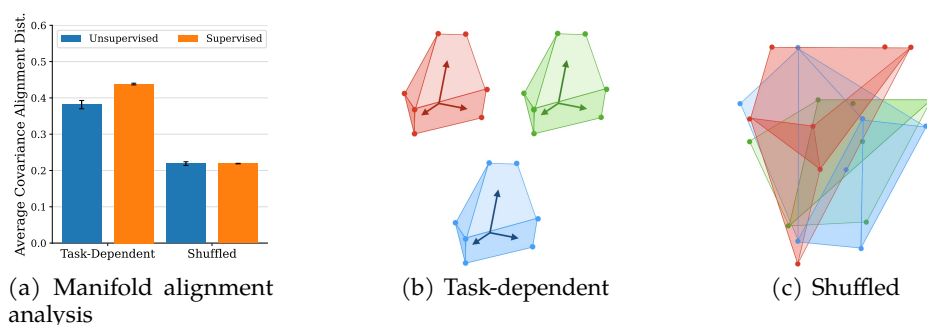 Average Covariance Alignment Dist.
0.6
0.5
0.4
0.3
0.2
0.1
0.0
Unsupervised
Supervised
Task-Dependent
Shuffled
(a) Manifold alignment
analysis
(b) Task-dependent
(c) Shuffled